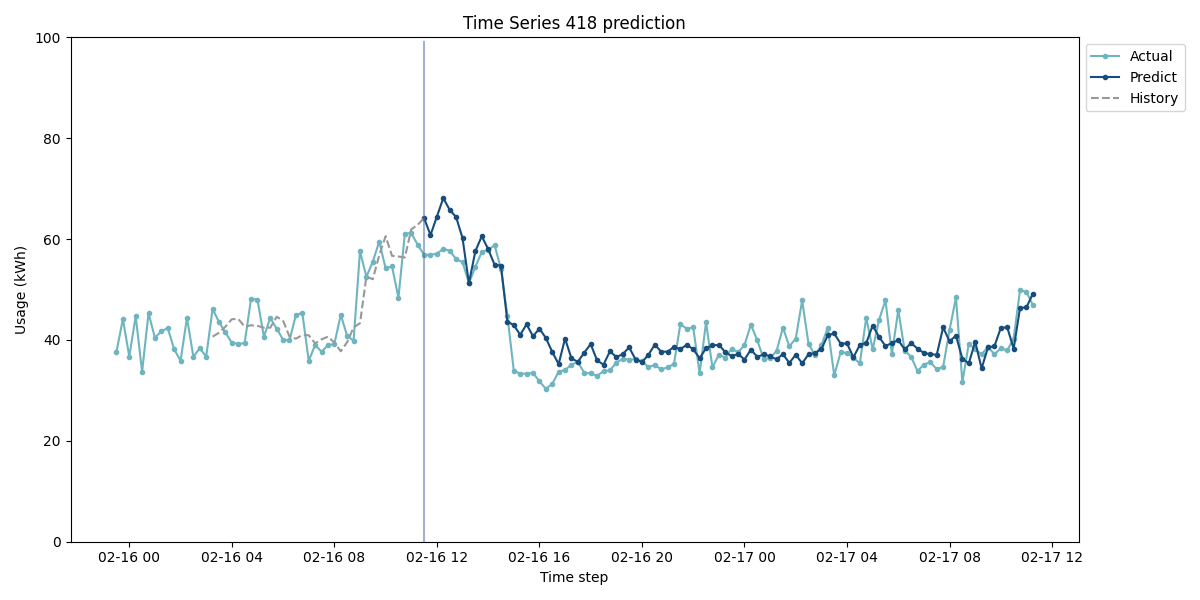 Time Series 418 prediction
100
80
60
40
20
0
Usage (kWh)
02-16 00
02-16 04
02-16 08
02-16 12
02-16 16
02-16 20
02-17 00
02-17 04
02-17 08
02-17 12
Time step
Actual
Predict
History